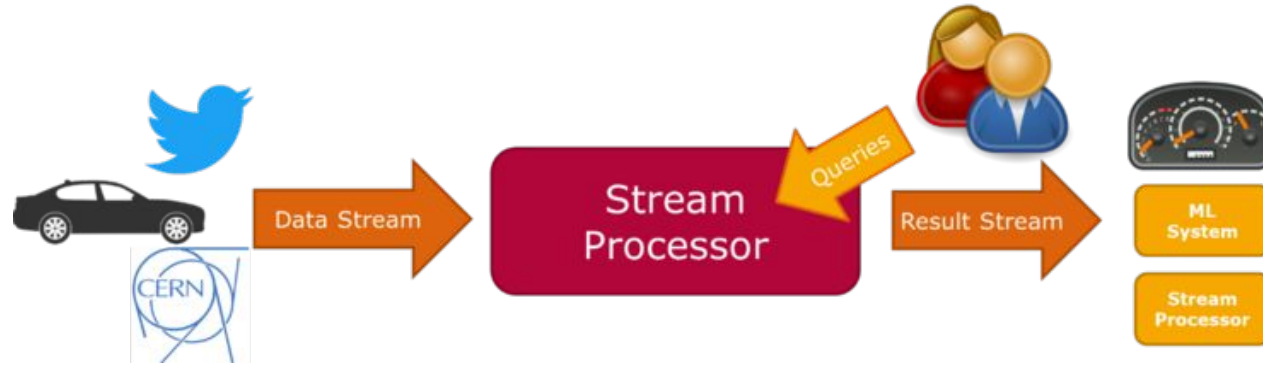 CERN
Data Stream
Stream
Processor
Queries
Result Stream
ML
System
Stream
Processor